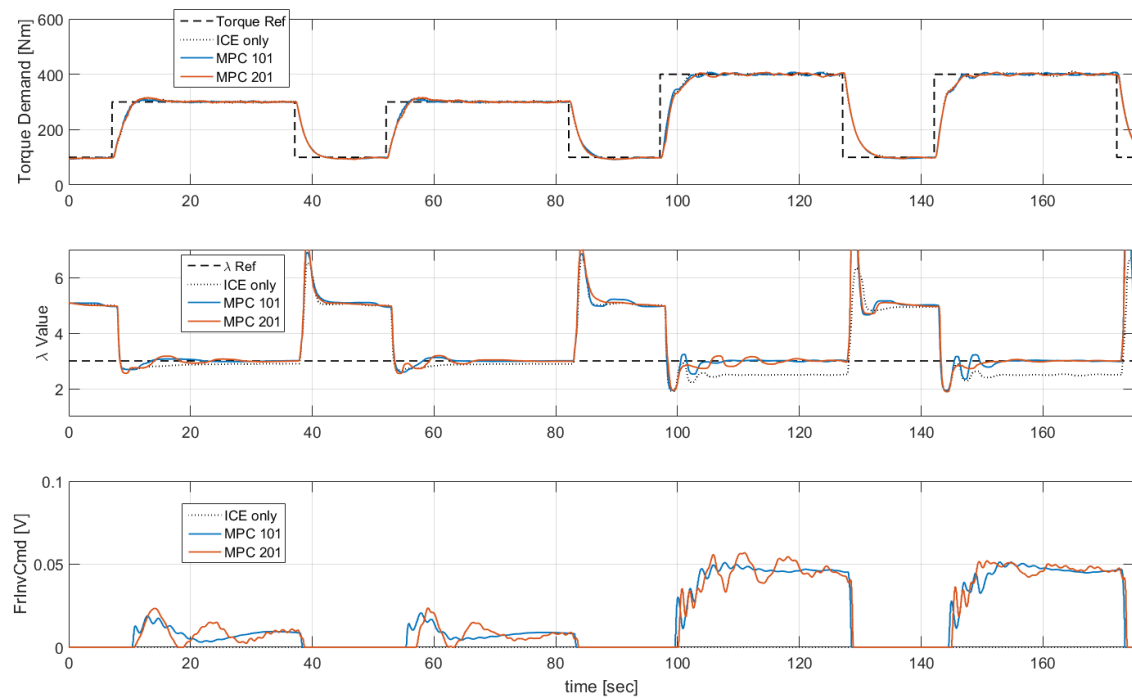 Torque Demand [Nm]
600
400
200
0
Torque Ref
ICE only
MPC 101
MPC 201
0 20 40 60 80 100 120 140 160
λ Value
6
4
2
λ Ref
ICE only
MPC 101
MPC 201
0 20 40 60 80 100 120 140 160
FrInvCmd [V]
0.1
0.05
0
ICE only
MPC 101
MPC 201
0 20 40 60 80 100 120 140 160
time [sec]